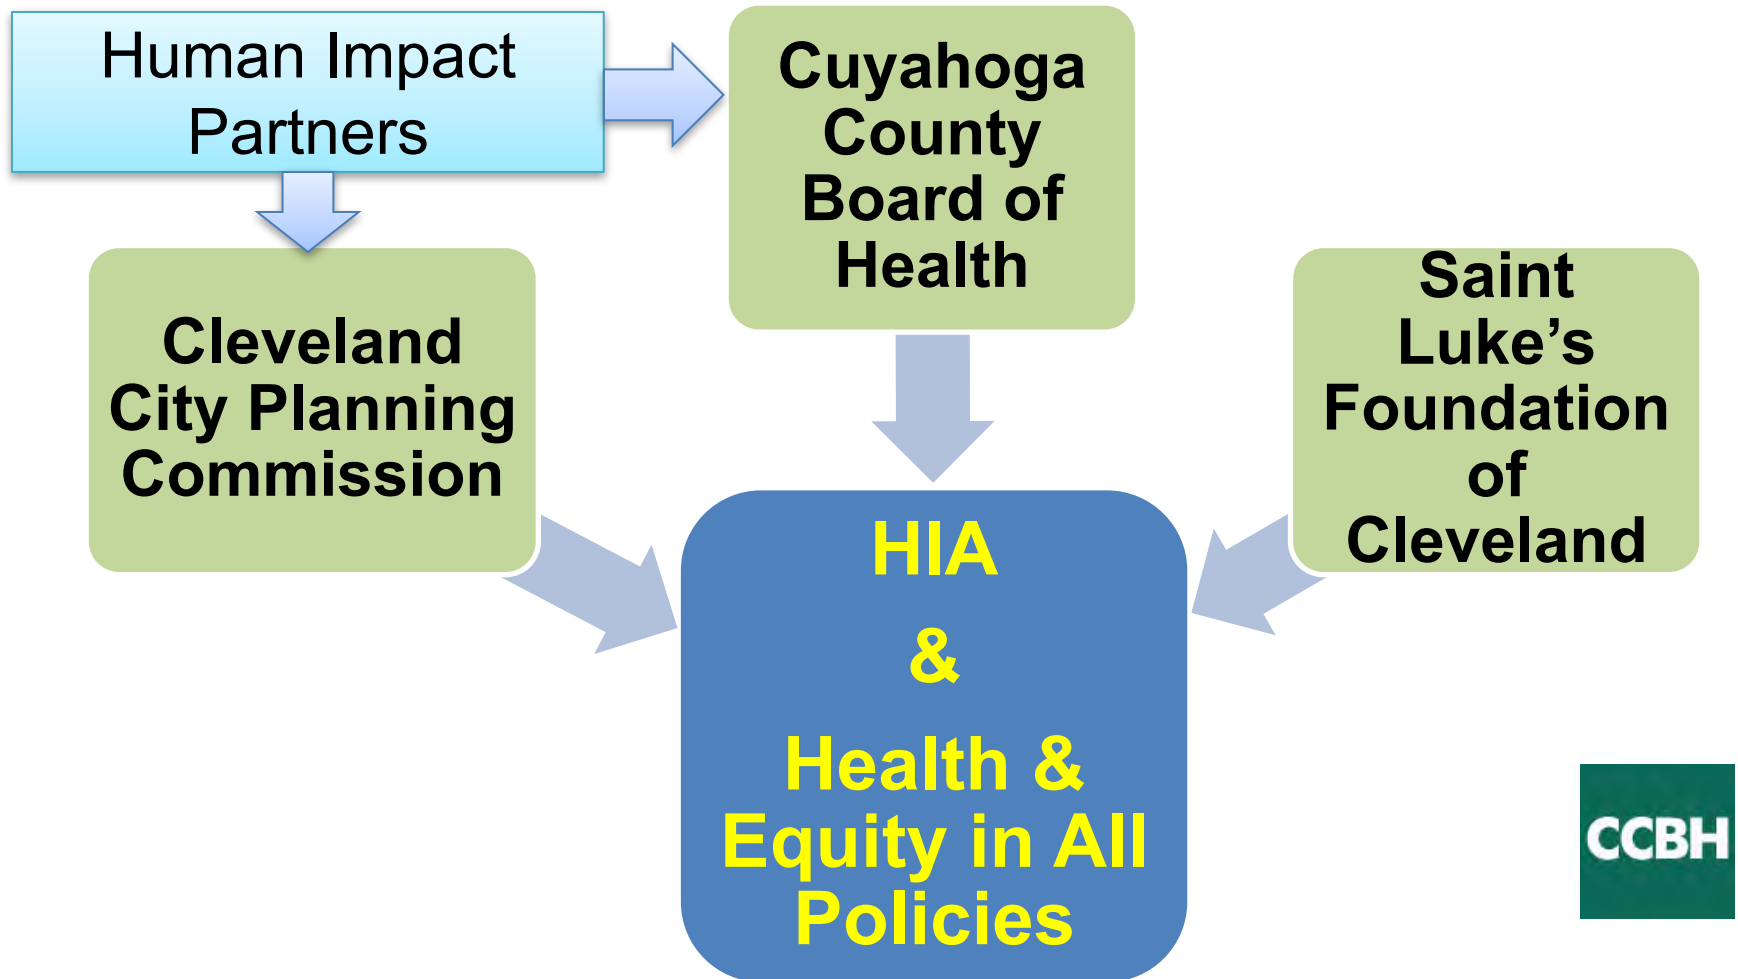 Human Impact
Partners
Cuyahoga
County
Board of
Health
Cleveland
City Planning
Commission
Saint
Luke’s
Foundation
of
Cleveland
HIA
&
Health &
Equity in All
Policies
CCBH